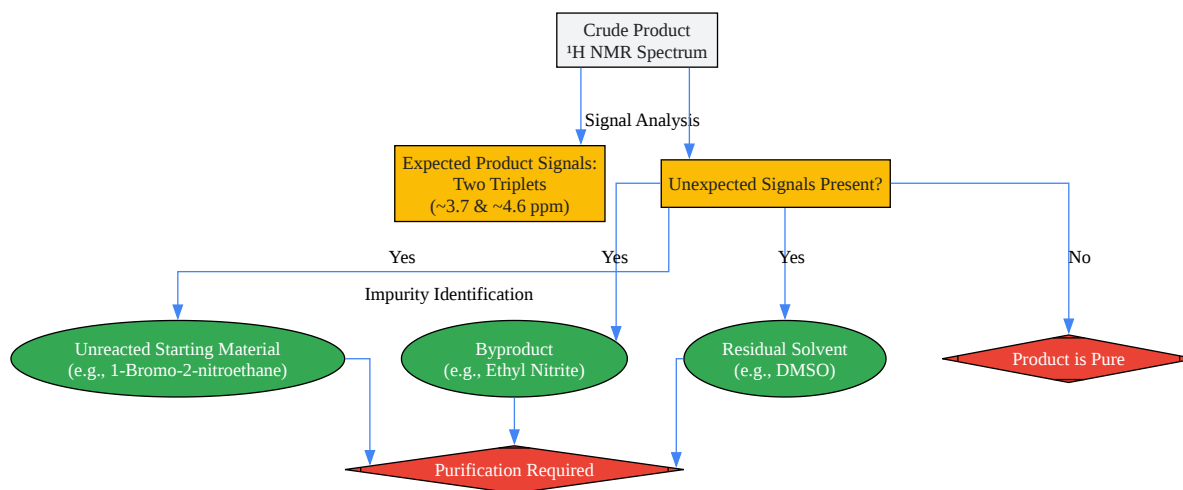 Crude Product
¹H NMR Spectrum
Signal Analysis
Expected Product Signals:
Two Triplets
(~3.7 & ~4.6 ppm)
Unexpected Signals Present?
Yes
Yes
Yes
No
Impurity Identification
Unreacted Starting Material
(e.g., 1-Bromo-2-nitroethane)
Byproduct
(e.g., Ethyl Nitrite)
Residual Solvent
(e.g., DMSO)
Product is Pure
Purification Required